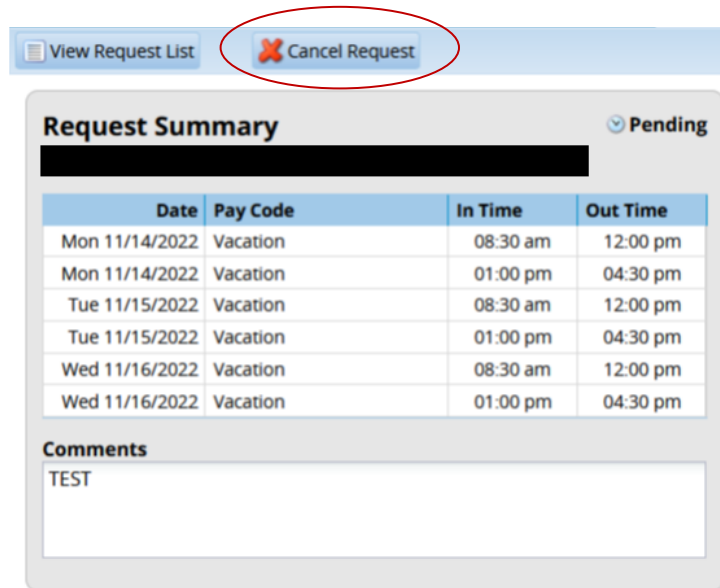 View Request List Cancel Request
Request Summary Pending
Date Pay Code In Time Out Time
Mon 11/14/2022 Vacation 08:30 am 12:00 pm
Mon 11/14/2022 Vacation 01:00 pm 04:30 pm
Tue 11/15/2022 Vacation 08:30 am 12:00 pm
Tue 11/15/2022 Vacation 01:00 pm 04:30 pm
Wed 11/16/2022 Vacation 08:30 am 12:00 pm
Wed 11/16/2022 Vacation 01:00 pm 04:30 pm
Comments
TEST